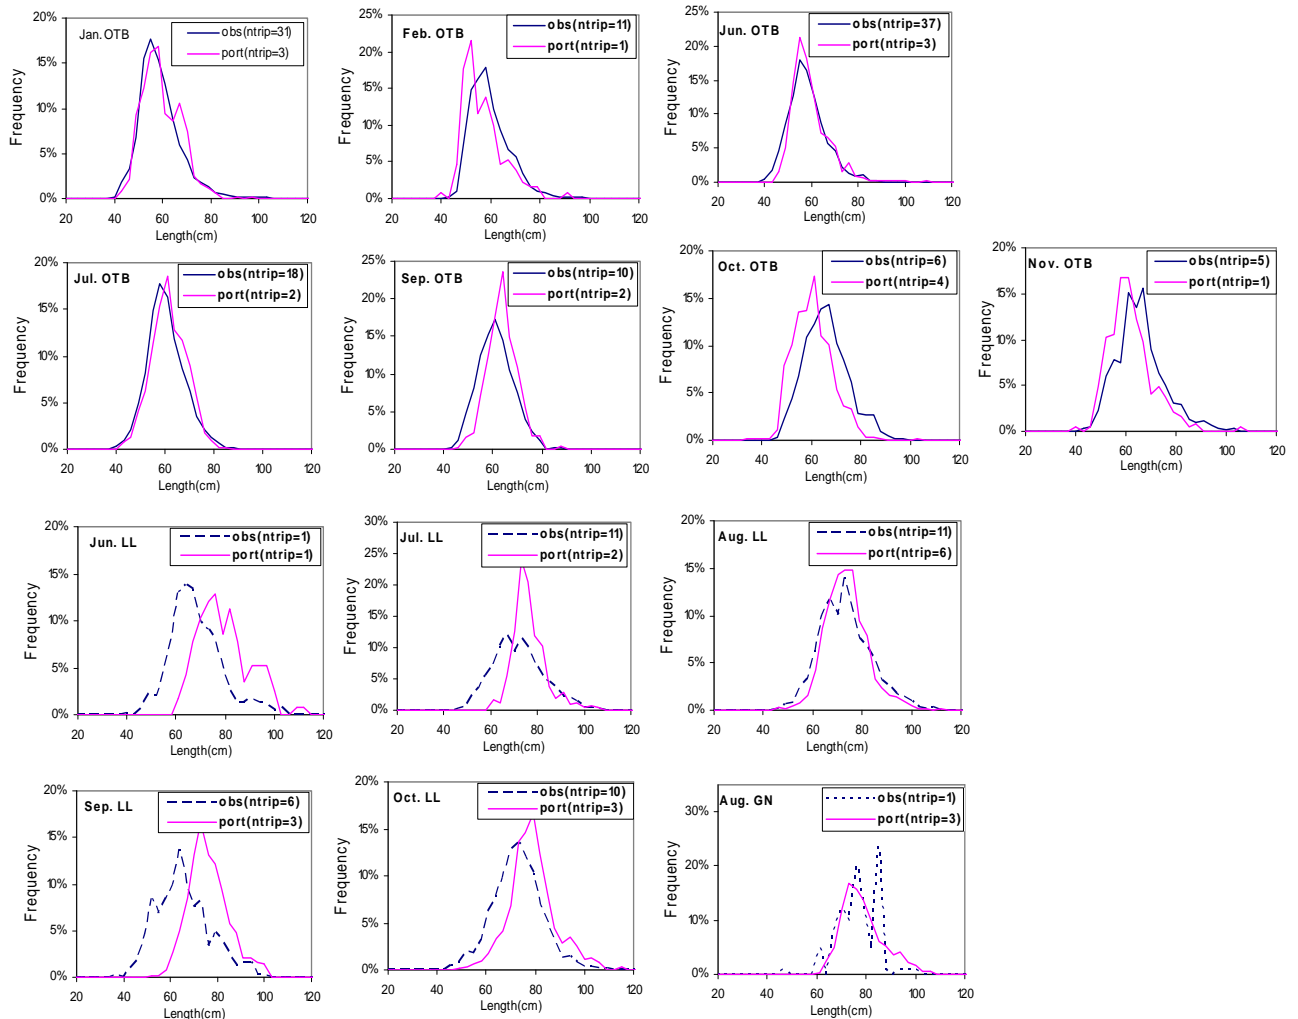 Jan. OTB
obs(ntrip=31)
port(ntrip=3)
Frequency
20%
15%
10%
5%
0%
20 40 60 80 100 120
Length(cm)
Feb. OTB
obs(ntrip=11)
port(ntrip=1)
Frequency
25%
20%
15%
10%
5%
0%
20 40 60 80 100 120
Length(cm)
Jun. OTB
obs(ntrip=37)
port(ntrip=3)
Frequency
25%
20%
15%
10%
5%
0%
20 40 60 80 100 120
Length(cm)
Jul. OTB
obs(ntrip=18)
port(ntrip=2)
Frequency
20%
15%
10%
5%
0%
20 40 60 80 100 120
Length(cm)
Sep. OTB
obs(ntrip=10)
port(ntrip=2)
Frequency
25%
20%
15%
10%
5%
0%
20 40 60 80 100 120
Length(cm)
Oct. OTB
obs(ntrip=6)
port(ntrip=4)
Frequency
20%
15%
10%
5%
0%
20 40 60 80 100 120
Length(cm)
Nov. OTB
obs(ntrip=5)
port(ntrip=1)
Frequency
20%
15%
10%
5%
0%
20 40 60 80 100 120
Length(cm)
Jun. LL
obs(ntrip=1)
port(ntrip=1)
Frequency
20%
15%
10%
5%
0%
20 40 60 80 100 120
Length(cm)
Jul. LL
obs(ntrip=11)
port(ntrip=2)
Frequency
30%
25%
20%
15%
10%
5%
0%
20 40 60 80 100 120
Length(cm)
Aug. LL
obs(ntrip=11)
port(ntrip=6)
Frequency
20%
15%
10%
5%
0%
20 40 60 80 100 120
Length(cm)
Sep. LL
obs(ntrip=6)
port(ntrip=3)
Frequency
20%
15%
10%
5%
0%
20 40 60 80 100 120
Length(cm)
Oct. LL
obs(ntrip=10)
port(ntrip=3)
Frequency
20%
15%
10%
5%
0%
20 40 60 80 100 120
Length(cm)
Aug. GN
obs(ntrip=1)
port(ntrip=3)
Frequency
30%
20%
10%
0%
20 40 60 80 100 120
Length(cm)